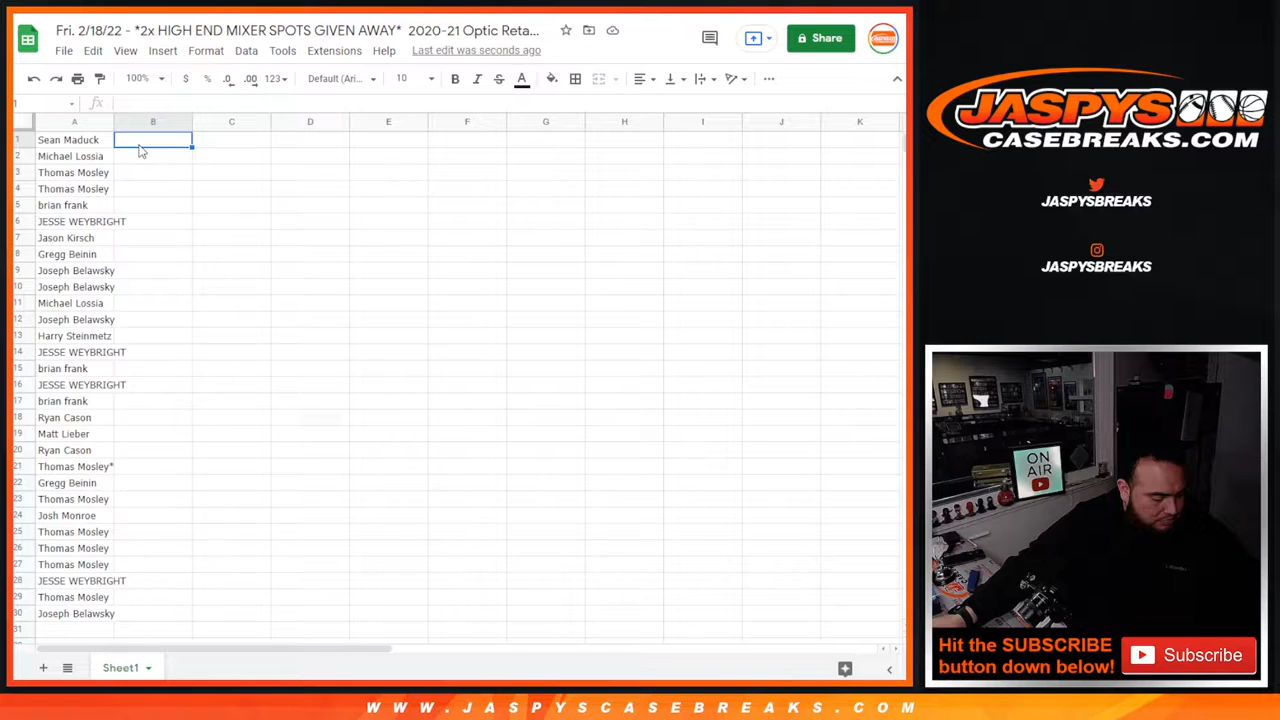 Fri. 2/18/22 - *2x HIGH END MIXER SPOTS GIVEN AWAY* 2020-21 Optic Reta...
File Edit View Insert Format Data Tools Extensions Help Last edit was seconds ago
Share
100% $ % .0 .00 123 Default (Ari... 10 B I S A
1 fx
A B C D E F G H I J K
1 Sean Maduck
2 Michael Lossia
3 Thomas Mosley
4 Thomas Mosley
5 brian frank
6 JESSE WEYBRIGHT
7 Jason Kirsch
8 Gregg Beinin
9 Joseph Belawsky
10 Joseph Belawsky
11 Michael Lossia
12 Joseph Belawsky
13 Harry Steinmetz
14 JESSE WEYBRIGHT
15 brian frank
16 JESSE WEYBRIGHT
17 brian frank
18 Ryan Cason
19 Matt Lieber
20 Ryan Cason
21 Thomas Mosley*
22 Gregg Beinin
23 Thomas Mosley
24 Josh Monroe
25 Thomas Mosley
26 Thomas Mosley
27 Thomas Mosley
28 JESSE WEYBRIGHT
29 Thomas Mosley
30 Joseph Belawsky
31
Sheet1
JASPYS
CASEBREAKS.COM
JASPYSBREAKS
JASPYSBREAKS
ON
AIR
Hit the SUBSCRIBE
button down below!
Subscribe
WWW.JASPYSCASEBREAKS.COM